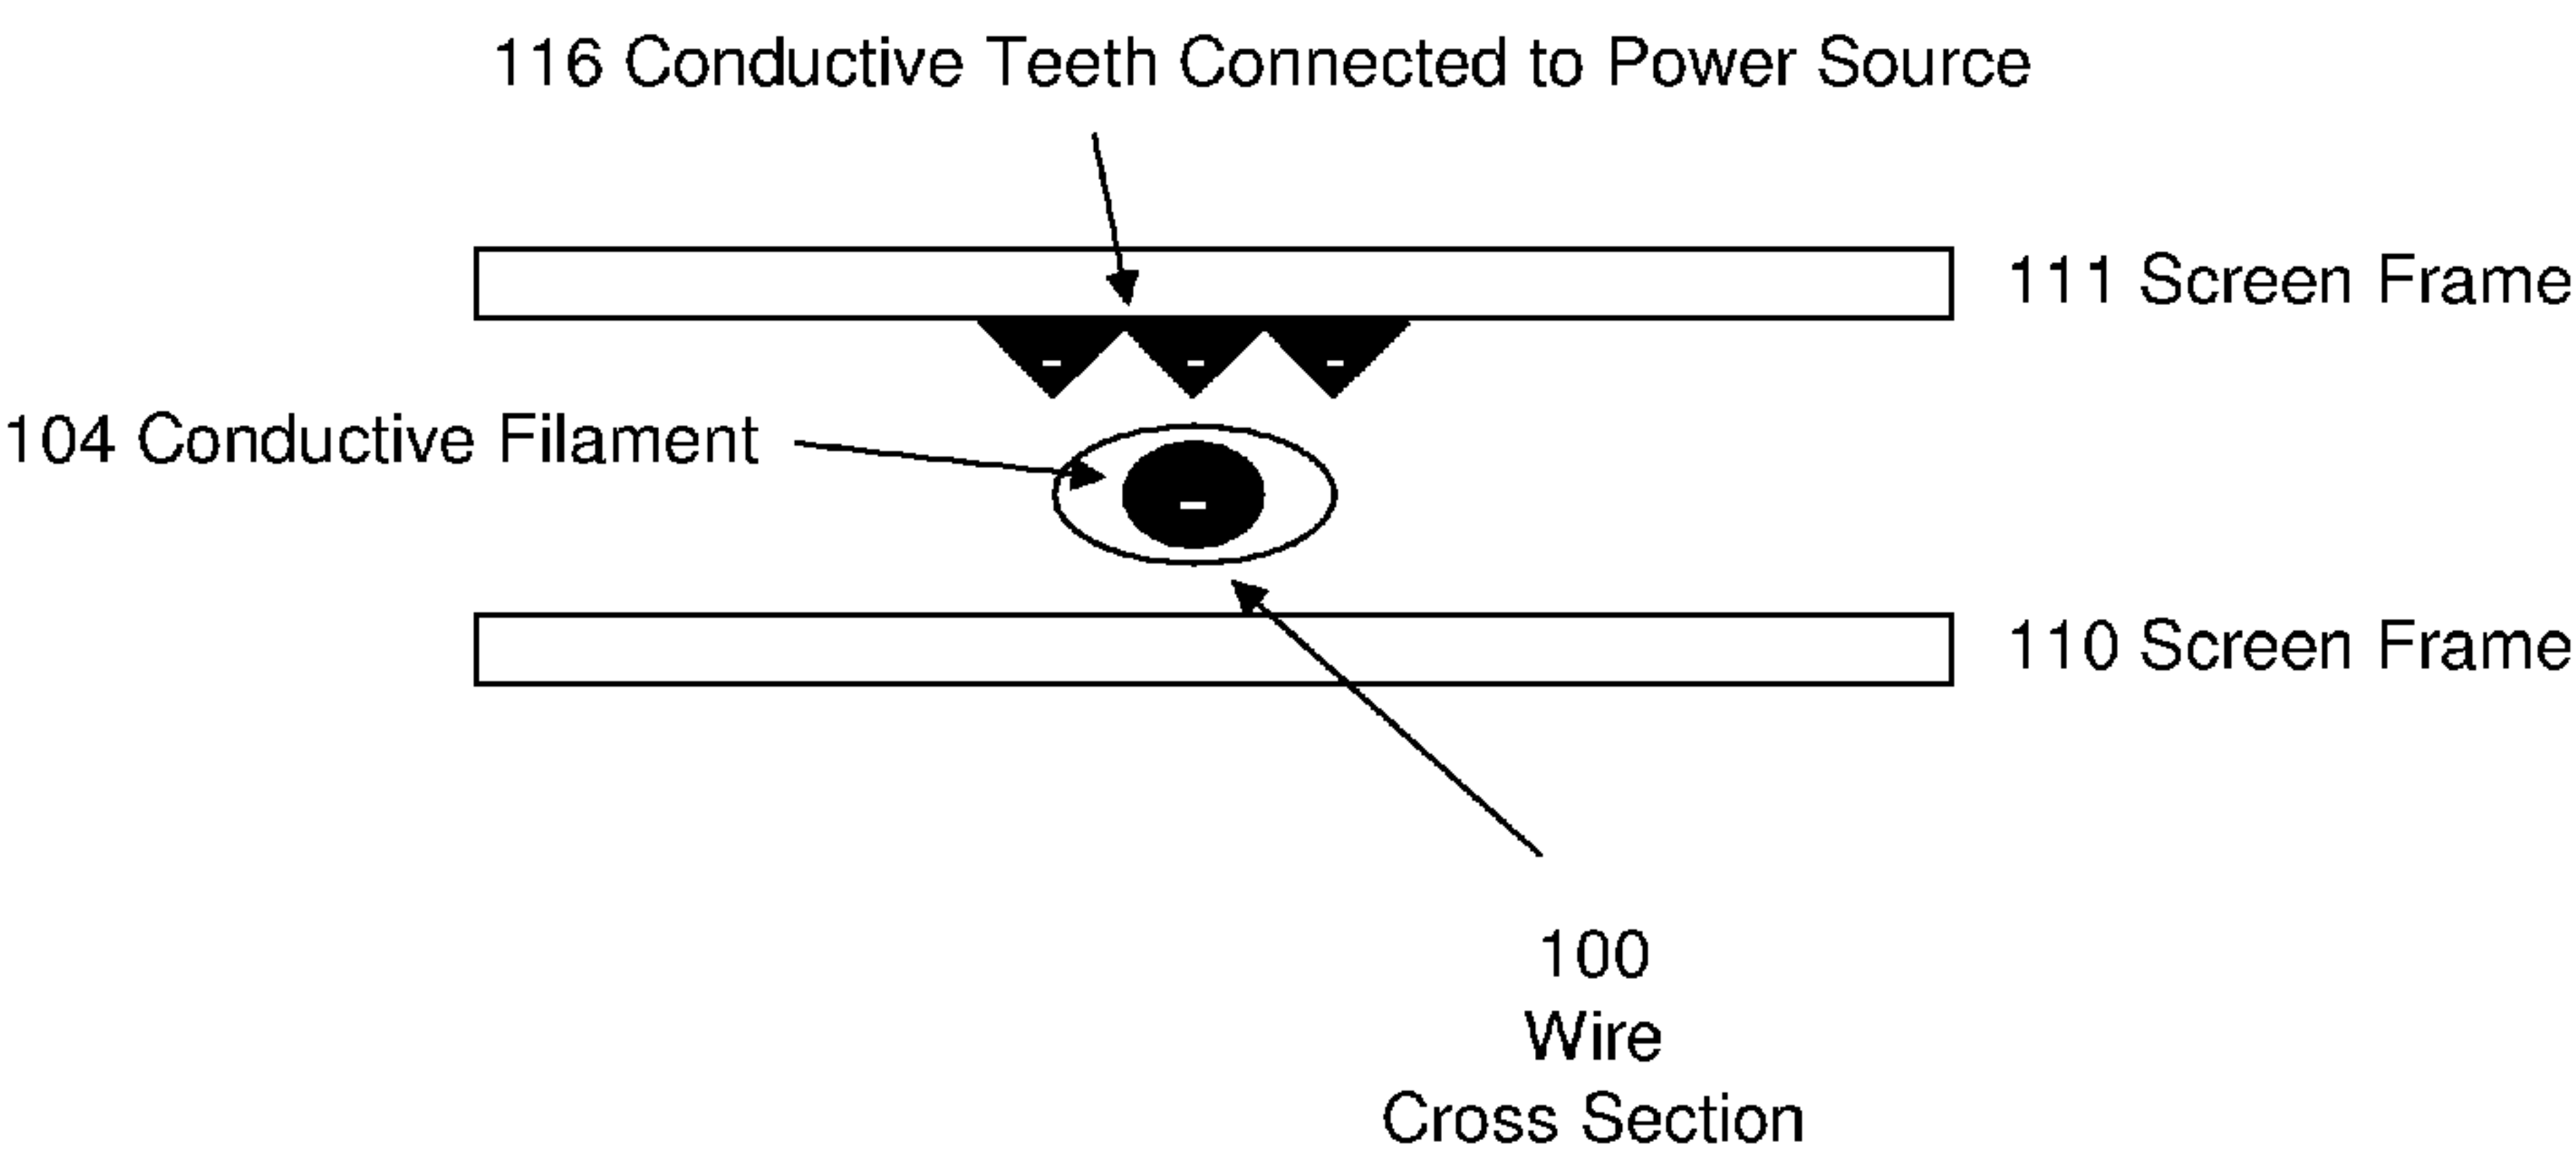 116 Conductive Teeth Connected to Power Source
111 Screen Frame
-
-
-
104 Conductive Filament
-
110 Screen Frame
100
Wire
Cross Section